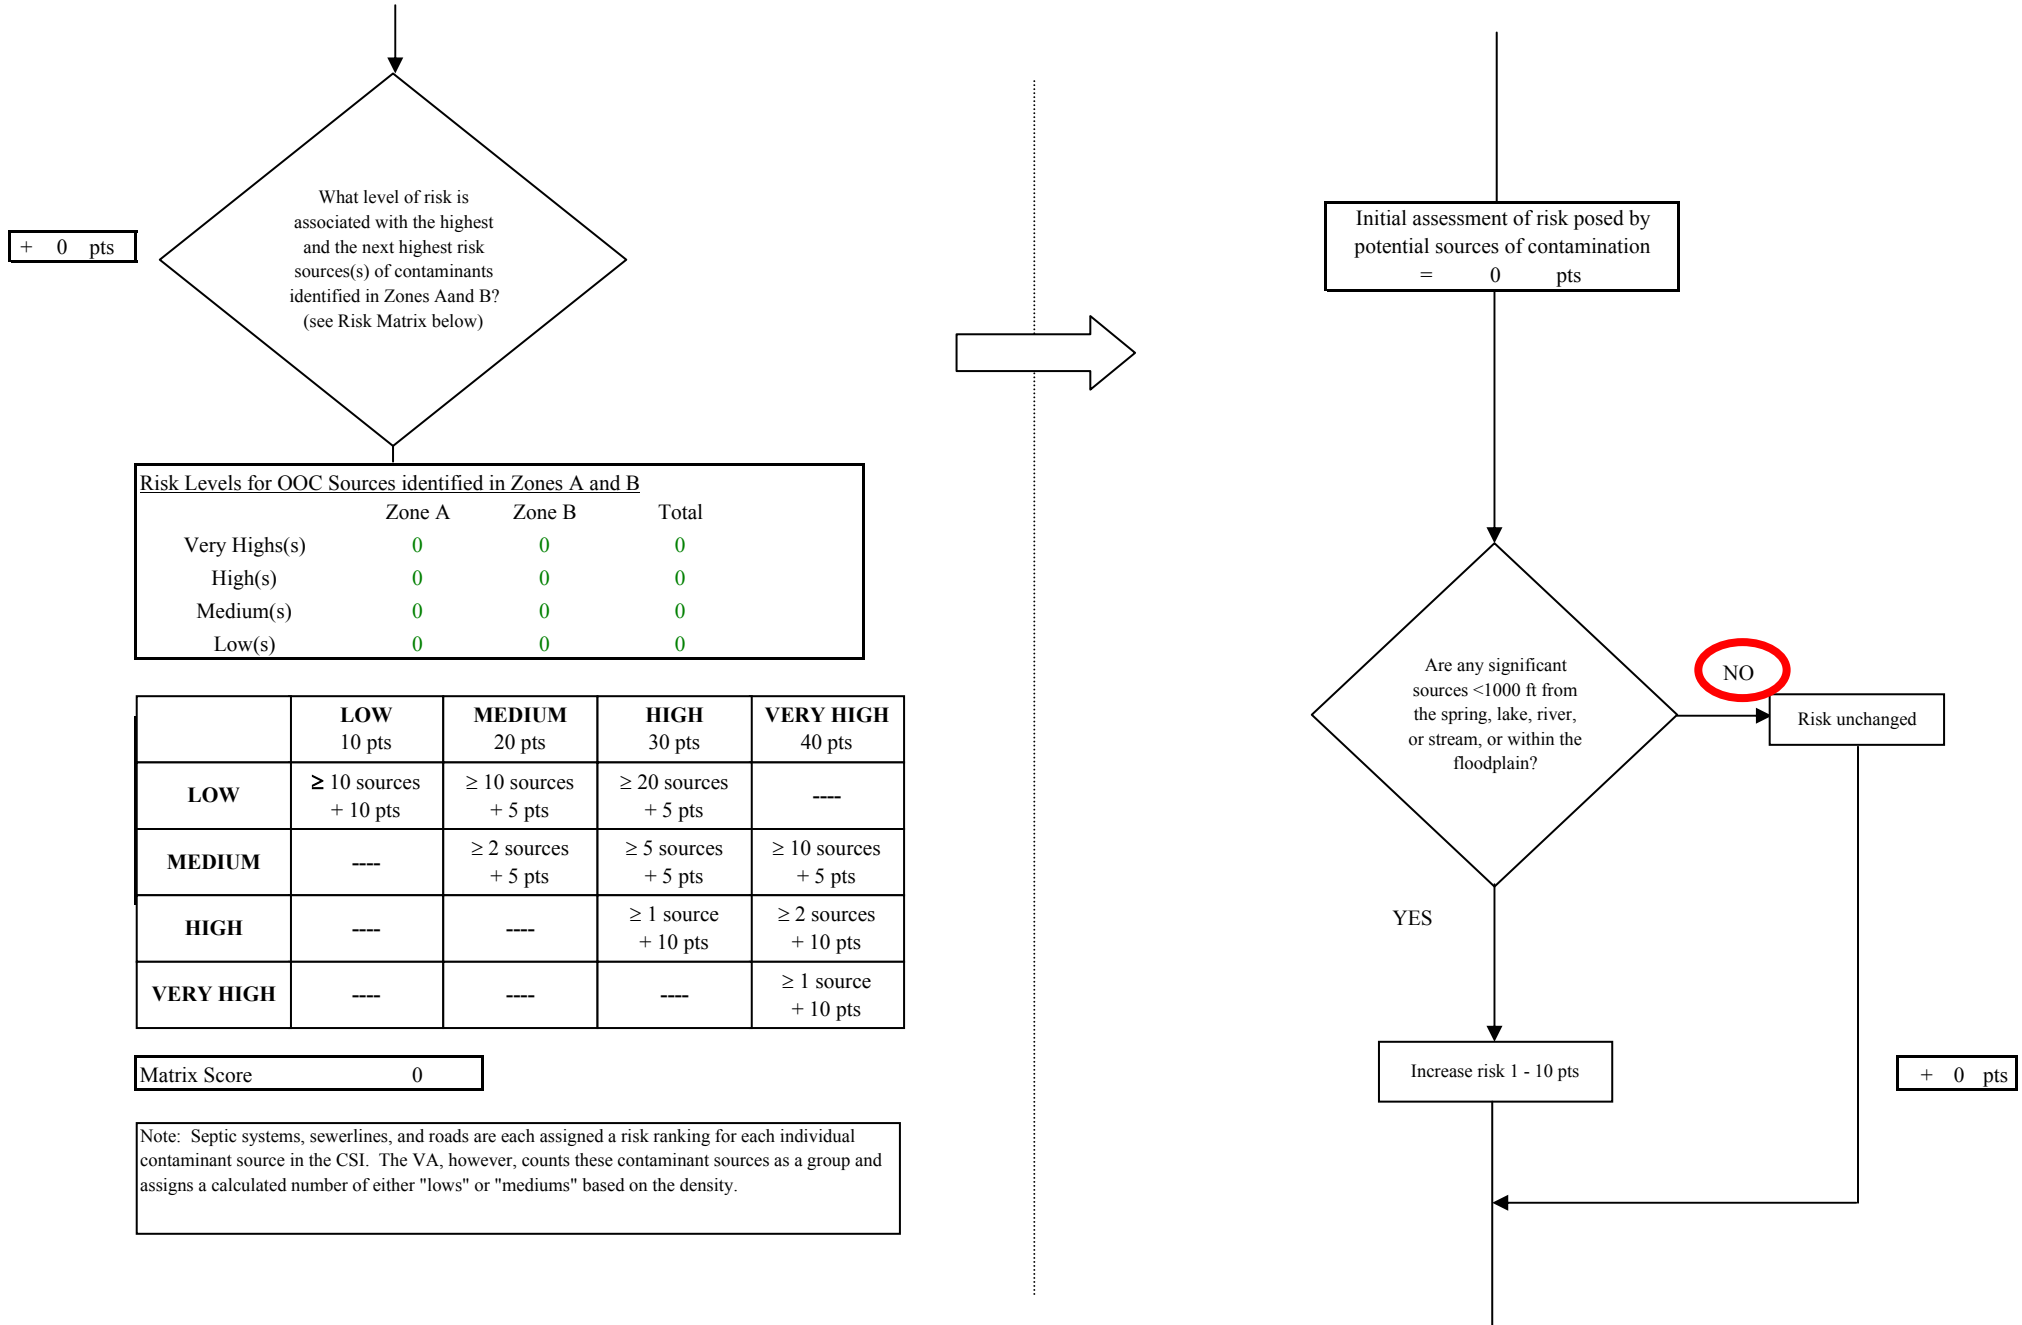 What level of risk is
associated with the highest
and the next highest risk
sources(s) of contaminants
identified in Zones Aand B?
(see Risk Matrix below)
+ 0 pts
Risk Levels for OOC Sources identified in Zones A and B
Zone A Zone B Total
Very Highs(s) 0 0 0
High(s) 0 0 0
Medium(s) 0 0 0
Low(s) 0 0 0
LOW MEDIUM HIGH VERY HIGH
10 pts 20 pts 30 pts 40 pts
LOW ≥ 10 sources ≥ 10 sources ≥ 20 sources ----
+ 10 pts + 5 pts + 5 pts
MEDIUM ---- ≥ 2 sources ≥ 5 sources ≥ 10 sources
+ 5 pts + 5 pts + 5 pts
HIGH ---- ---- ≥ 1 source ≥ 2 sources
+ 10 pts + 10 pts
VERY HIGH ---- ---- ---- ≥ 1 source
+ 10 pts
Matrix Score 0
Note: Septic systems, sewerlines, and roads are each assigned a risk ranking for each individual
contaminant source in the CSI. The VA, however, counts these contaminant sources as a group and
assigns a calculated number of either "lows" or "mediums" based on the density.
Initial assessment of risk posed by
potential sources of contamination
= 0 pts
Are any significant
sources <1000 ft from
the spring, lake, river,
or stream, or within the
floodplain?
NO
Risk unchanged
YES
Increase risk 1 - 10 pts
+ 0 pts